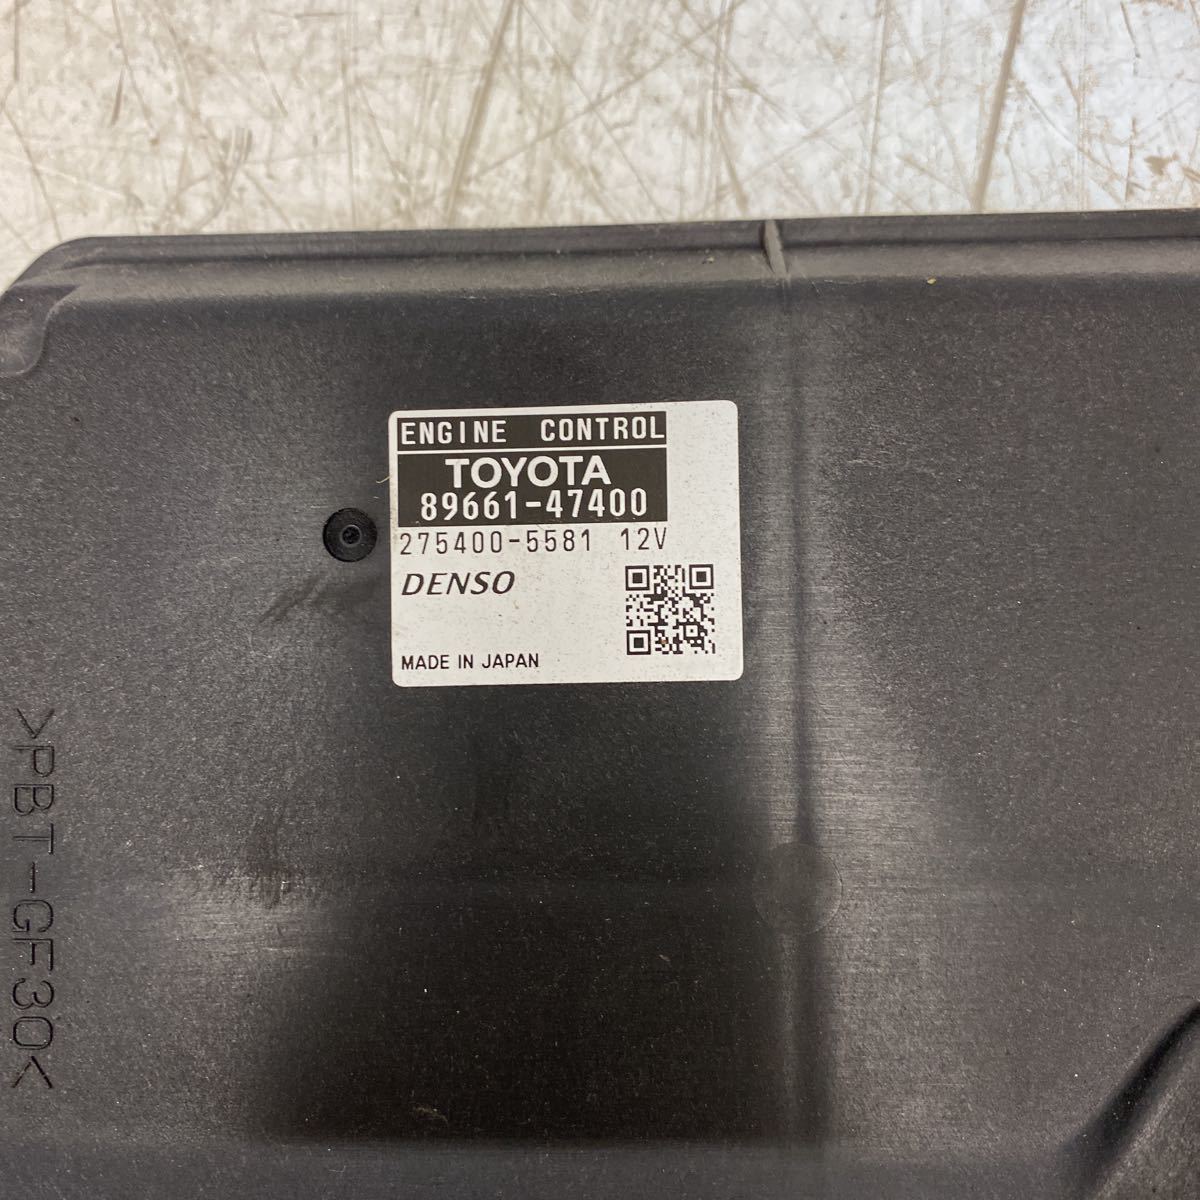 ENGINE CONTROL
TOYOTA
89661-47400
275400-5581 12V
DENSO
MADE IN JAPAN
>PBT-GF30<